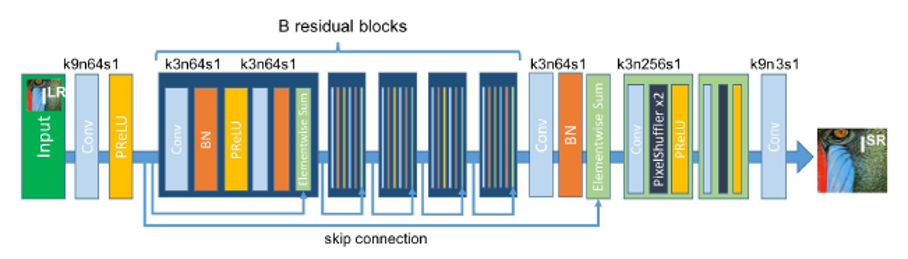 B residual blocks
k9n64s1
k3n64s1
k3n64s1
k3n64s1
k3n256s1
k9n3s1
I LR
Input
Conv
PReLU
Conv
BN
PReLU
Elementwise Sum
Conv
BN
Elementwise Sum
Conv
PixelShuffler x2
PReLU
Conv
I SR
skip connection